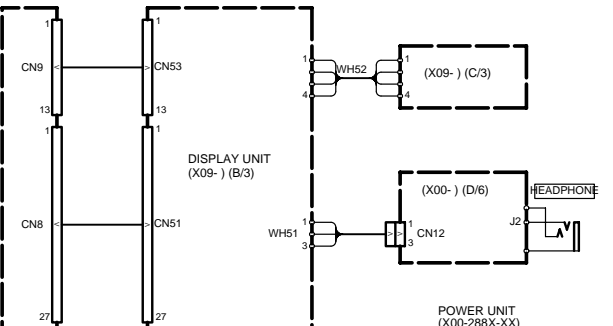 1
1
CN9
CN53
13
13
1
1
WH52
1
4
4
(X09- ) (C/3)
1
1
DISPLAY UNIT
(X09- ) (B/3)
(X00- ) (D/6)
HEADPHONE
CN8
CN51
WH51
1
3
1
3
CN12
J2
27
27
POWER UNIT
(X00-288X-XX)